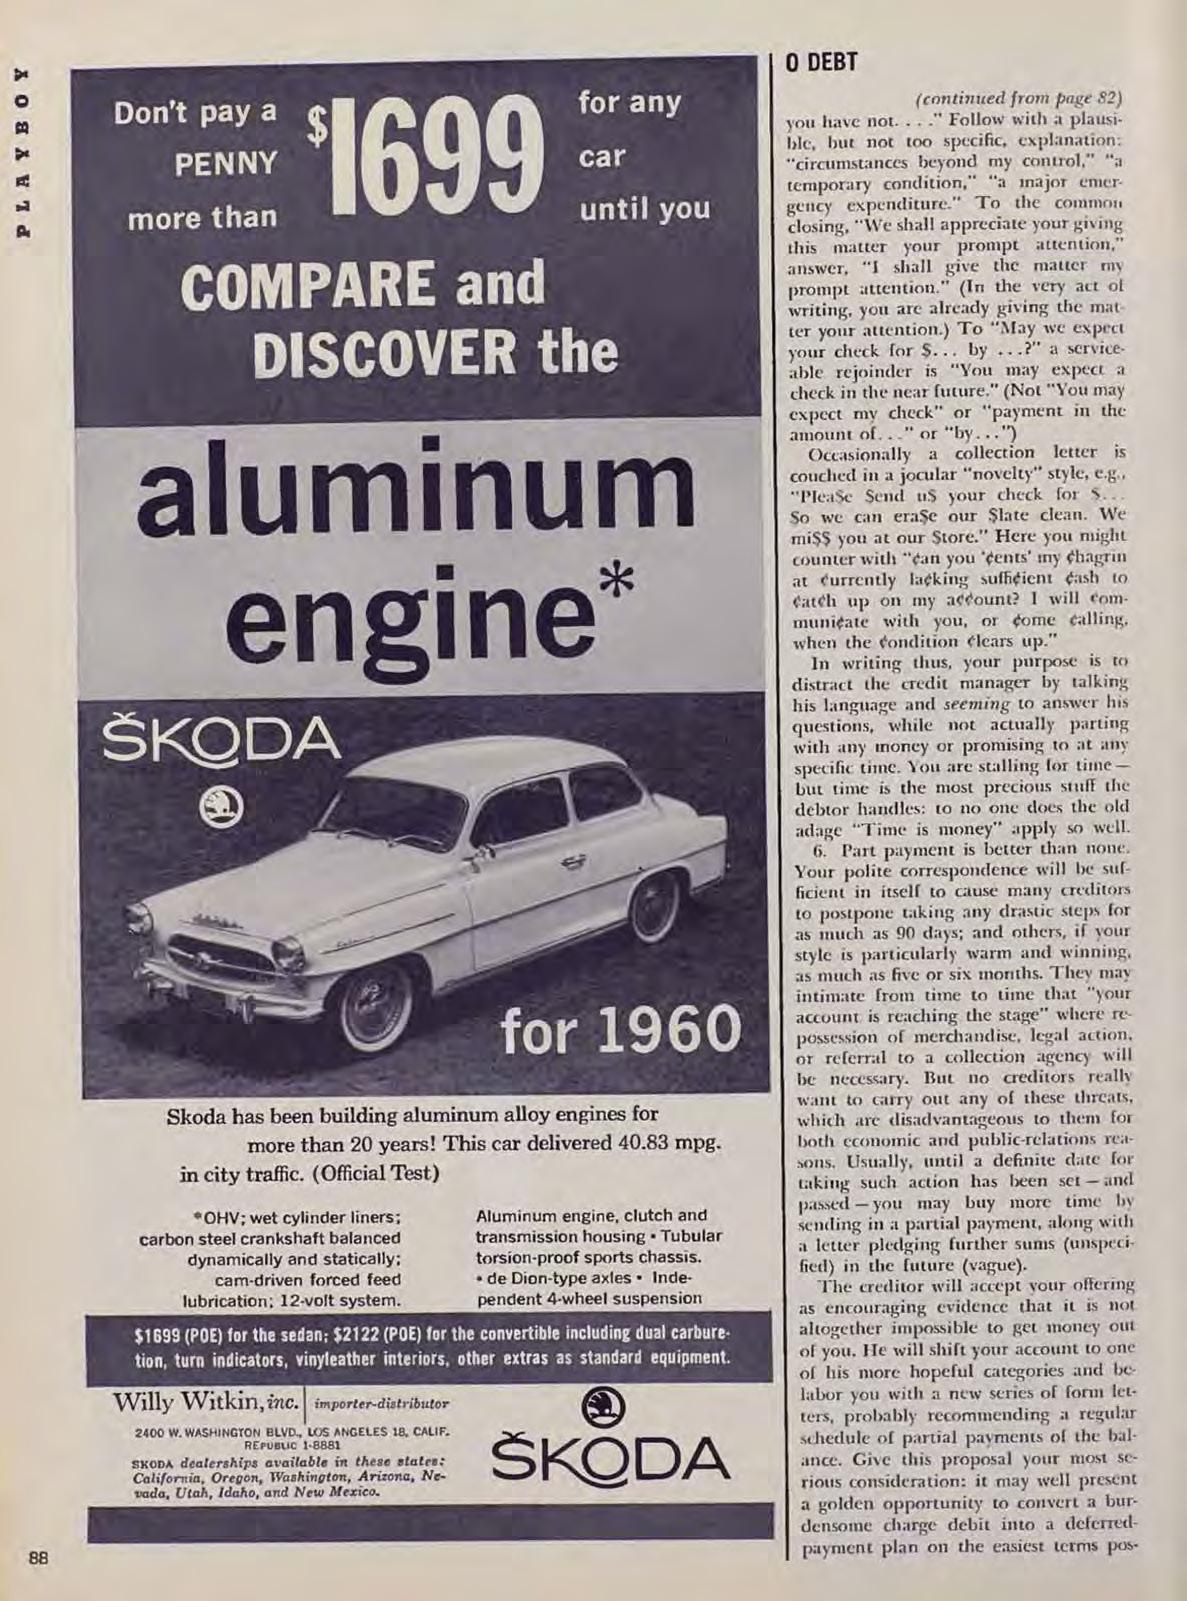 PLAYBOY
Don't pay a
PENNY
more than
$1699
for any
car
until you
COMPARE and
DISCOVER the
aluminum
engine*
ŠKODA
for 1960
Skoda has been building aluminum alloy engines for
more than 20 years! This car delivered 40.83 mpg.
in city traffic. (Official Test)
*OHV; wet cylinder liners;
carbon steel crankshaft balanced
dynamically and statically;
cam-driven forced feed
lubrication; 12-volt system.
Aluminum engine, clutch and
transmission housing • Tubular
torsion-proof sports chassis.
• de Dion-type axles • Inde-
pendent 4-wheel suspension
$1699 (POE) for the sedan; $2122 (POE) for the convertible including dual carbure-
tion, turn indicators, vinyleather interiors, other extras as standard equipment.
Willy Witkin, inc. importer-distributor
2400 W. WASHINGTON BLVD., LOS ANGELES 18, CALIF.
REPUBLIC 1-8881
SKODA dealerships available in these states:
California, Oregon, Washington, Arizona, Ne-
vada, Utah, Idaho, and New Mexico.
ŠKODA
88
O DEBT
(continued from page 82)
you have not. . . ." Follow with a plausi-
ble, but not too specific, explanation:
"circumstances beyond my control," "a
temporary condition," "a major emer-
gency expenditure." To the common
closing, "We shall appreciate your giving
this matter your prompt attention,"
answer, "I shall give the matter my
prompt attention." (In the very act of
writing, you are already giving the mat-
ter your attention.) To "May we expect
your check for $... by ...?" a service-
able rejoinder is "You may expect a
check in the near future." (Not "You may
expect my check" or "payment in the
amount of..." or "by...")
Occasionally a collection letter is
couched in a jocular "novelty" style, e.g.,
"Plea$e $end u$ your check for $...
$o we can era$e our $late clean. We
mi$$ you at our $tore." Here you might
counter with "¢an you '¢ents' my ¢hagrin
at ¢urrently la¢king suffi¢ient ¢ash to
¢at¢h up on my a¢¢ount? I will ¢om-
muni¢ate with you, or ¢ome ¢alling,
when the ¢ondition ¢lears up."
In writing thus, your purpose is to
distract the credit manager by talking
his language and seeming to answer his
questions, while not actually parting
with any money or promising to at any
specific time. You are stalling for time —
but time is the most precious stuff the
debtor handles: to no one does the old
adage "Time is money" apply so well.
6. Part payment is better than none.
Your polite correspondence will be suf-
ficient in itself to cause many creditors
to postpone taking any drastic steps for
as much as 90 days; and others, if your
style is particularly warm and winning,
as much as five or six months. They may
intimate from time to time that "your
account is reaching the stage" where re-
possession of merchandise, legal action,
or referral to a collection agency will
be necessary. But no creditors really
want to carry out any of these threats,
which are disadvantageous to them for
both economic and public-relations rea-
sons. Usually, until a definite date for
taking such action has been set — and
passed — you may buy more time by
sending in a partial payment, along with
a letter pledging further sums (unspeci-
fied) in the future (vague).
The creditor will accept your offering
as encouraging evidence that it is not
altogether impossible to get money out
of you. He will shift your account to one
of his more hopeful categories and be-
labor you with a new series of form let-
ters, probably recommending a regular
schedule of partial payments of the bal-
ance. Give this proposal your most se-
rious consideration: it may well present
a golden opportunity to convert a bur-
densome charge debit into a deferred-
payment plan on the easiest terms pos-